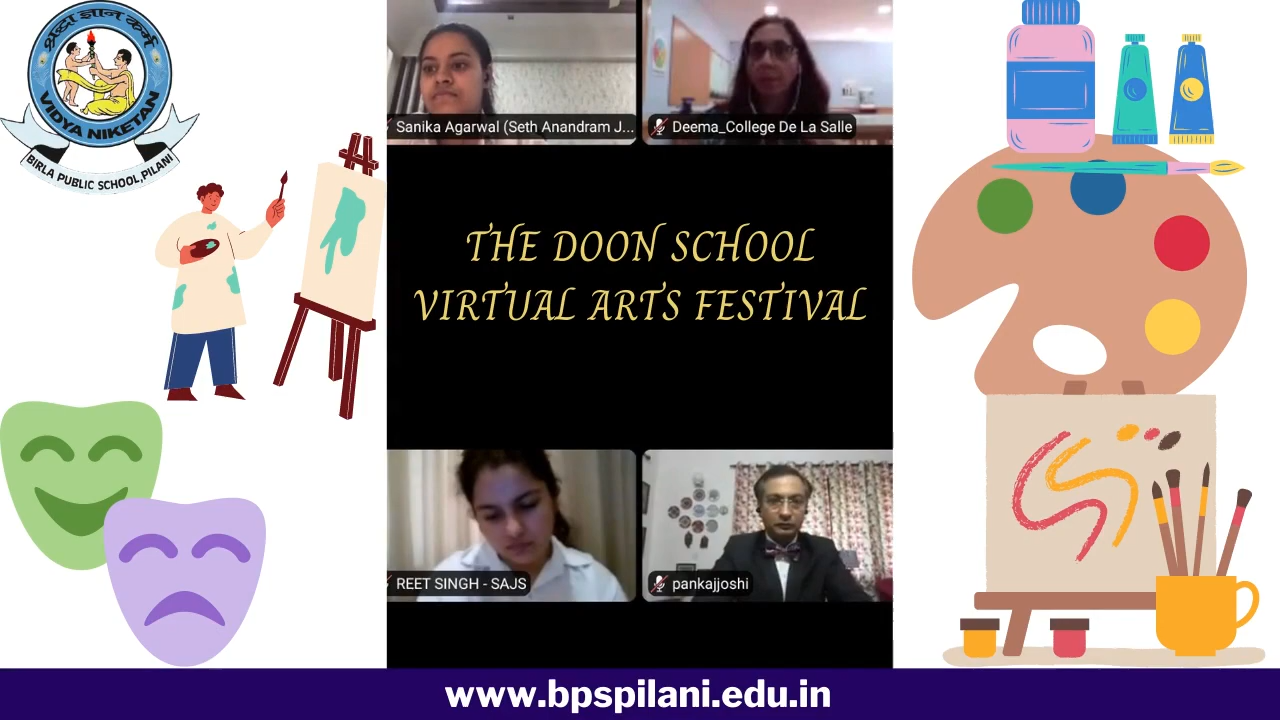 श्रद्धा ज्ञान कर्म
VIDYA NIKETAN
BIRLA PUBLIC SCHOOL, PILANI
Sanika Agarwal (Seth Anandram J...
Deema_College De La Salle
THE DOON SCHOOL
VIRTUAL ARTS FESTIVAL
REET SINGH - SAJS
pankajjoshi
www.bpspilani.edu.in